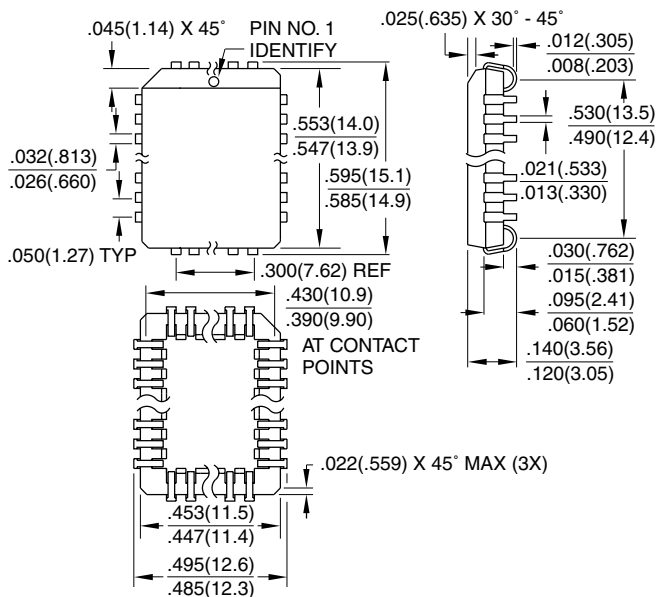 .045(1.14) X 45°
PIN NO. 1
IDENTIFY
.025(.635) X 30° - 45°
.012(.305)
.008(.203)
.553(14.0)
.547(13.9)
.595(15.1)
.585(14.9)
.530(13.5)
.490(12.4)
.032(.813)
.026(.660)
.021(.533)
.013(.330)
.050(1.27) TYP
.300(7.62) REF
.030(.762)
.015(.381)
.430(10.9)
.390(9.90)
AT CONTACT
POINTS
.095(2.41)
.060(1.52)
.140(3.56)
.120(3.05)
.022(.559) X 45° MAX (3X)
.453(11.5)
.447(11.4)
.495(12.6)
.485(12.3)